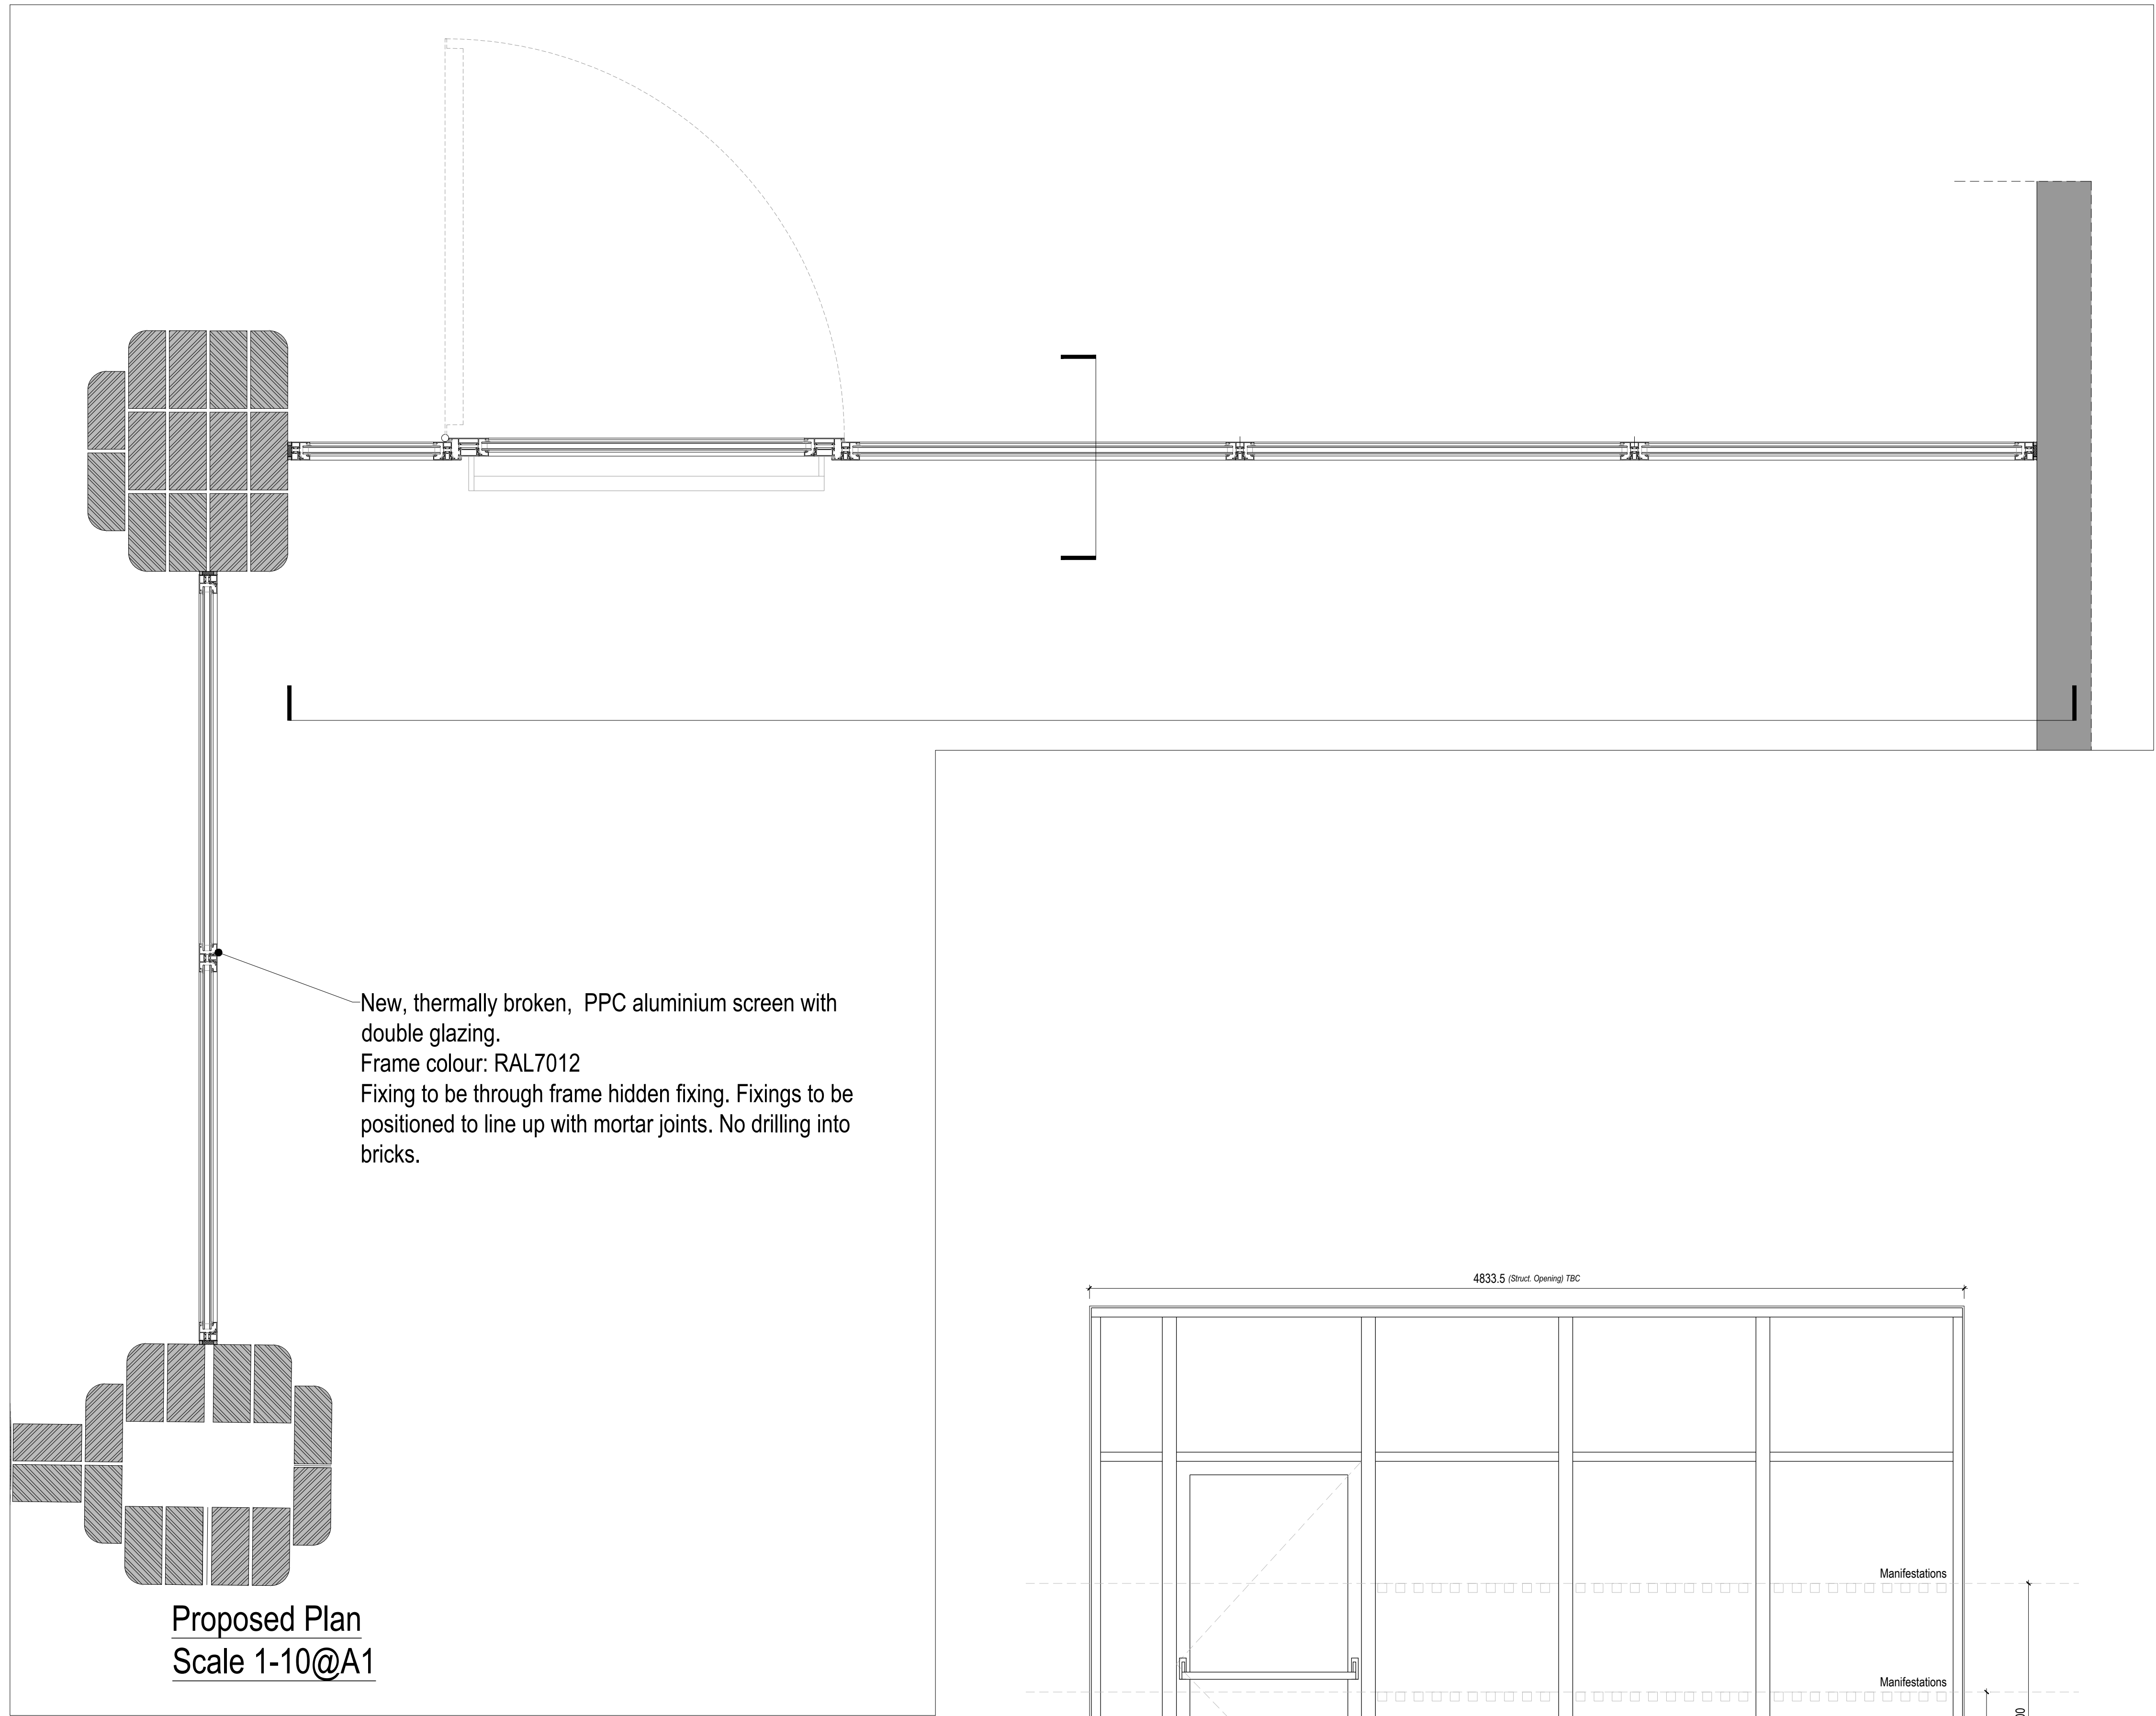 New, thermally broken, PPC aluminium screen with
double glazing.
Frame colour: RAL7012
Fixing to be through frame hidden fixing. Fixings to be
positioned to line up with mortar joints. No drilling into
bricks.
Proposed Plan
Scale 1-10@A1
4833.5 (Struct. Opening) TBC
Manifestations
Manifestations